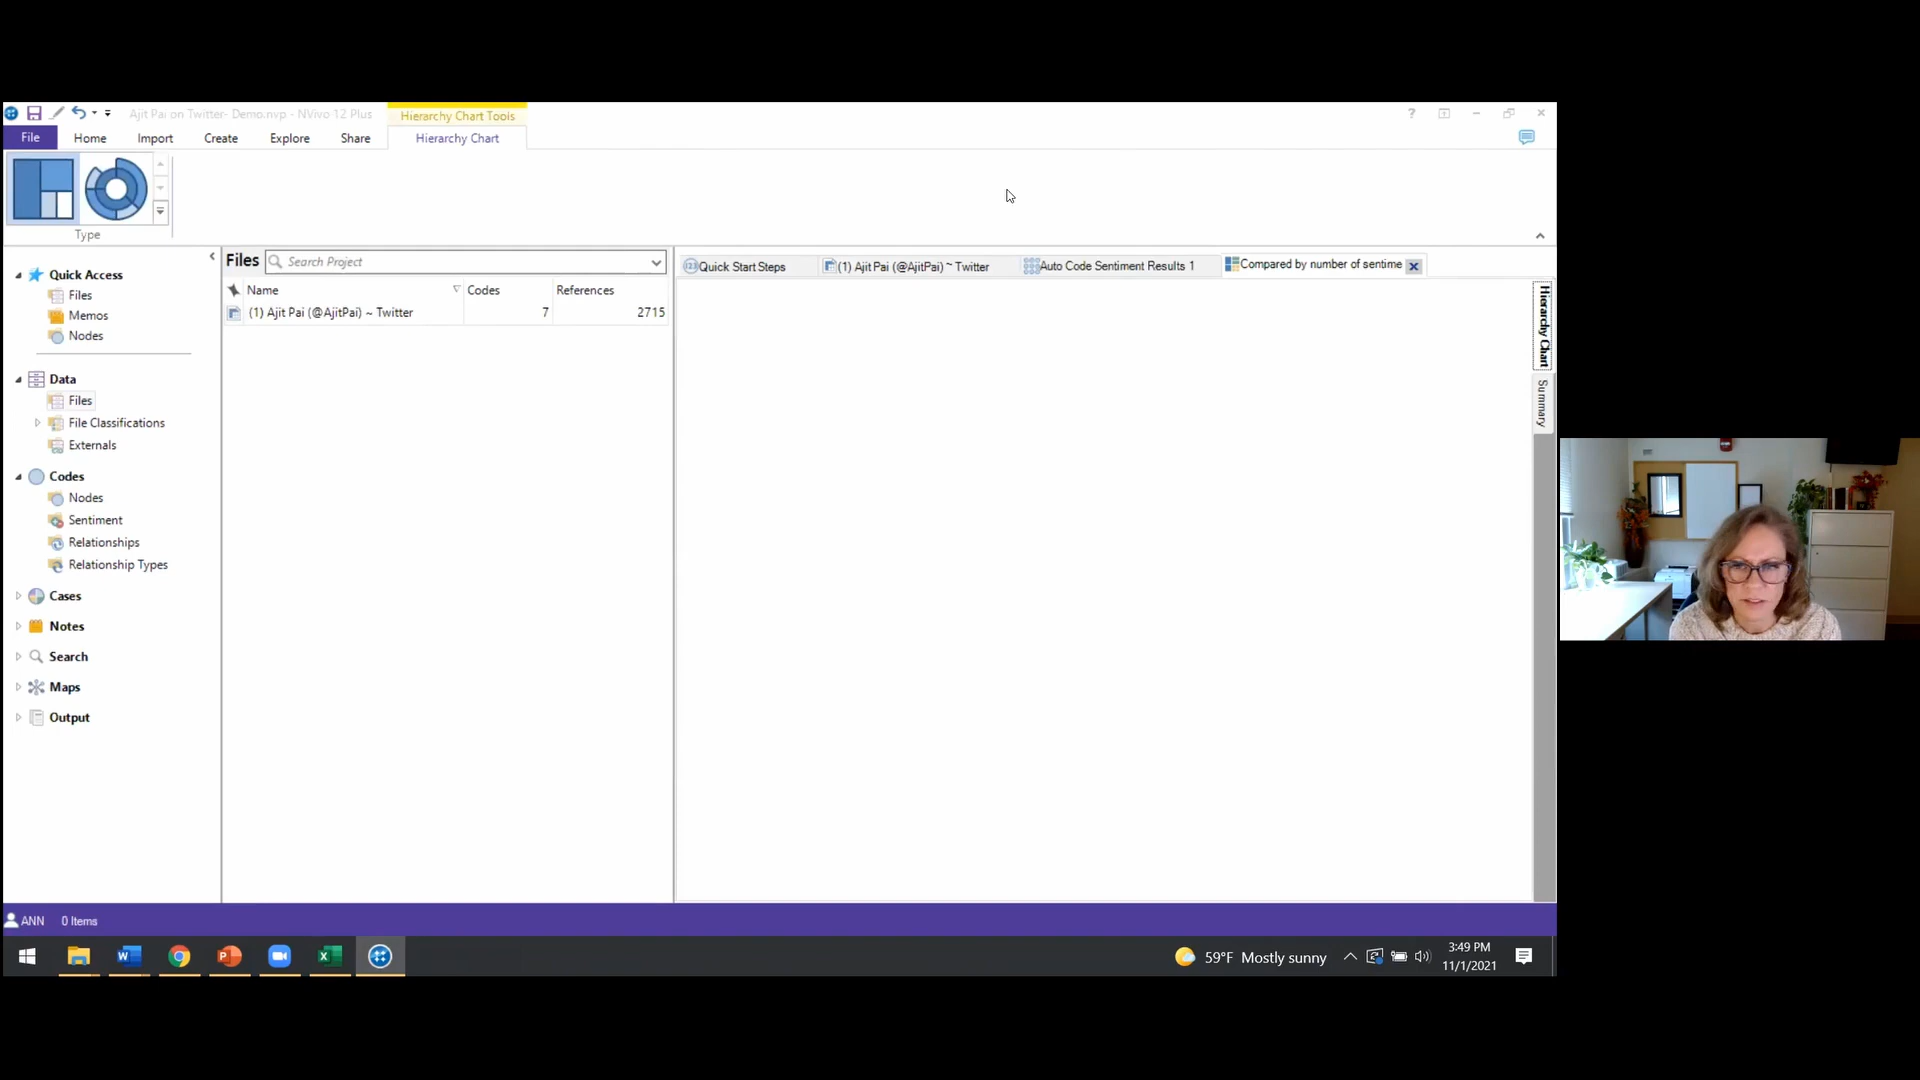 Ajit Pai on Twitter- Demo.nvp - NVivo 12 Plus
Hierarchy Chart Tools
?
File
Home
Import
Create
Explore
Share
Hierarchy Chart
Type
Quick Access
Files
Memos
Nodes
Data
Files
File Classifications
Externals
Codes
Nodes
Sentiment
Relationships
Relationship Types
Cases
Notes
Search
Maps
Output
Files
Search Project
Name
Codes
References
(1) Ajit Pai (@AjitPai) ~ Twitter
7
2715
Quick Start Steps
(1) Ajit Pai (@AjitPai) ~ Twitter
Auto Code Sentiment Results 1
Compared by number of sentime
Hierarchy Chart
Summary
ANN
0 Items
59°F Mostly sunny
3:49 PM
11/1/2021